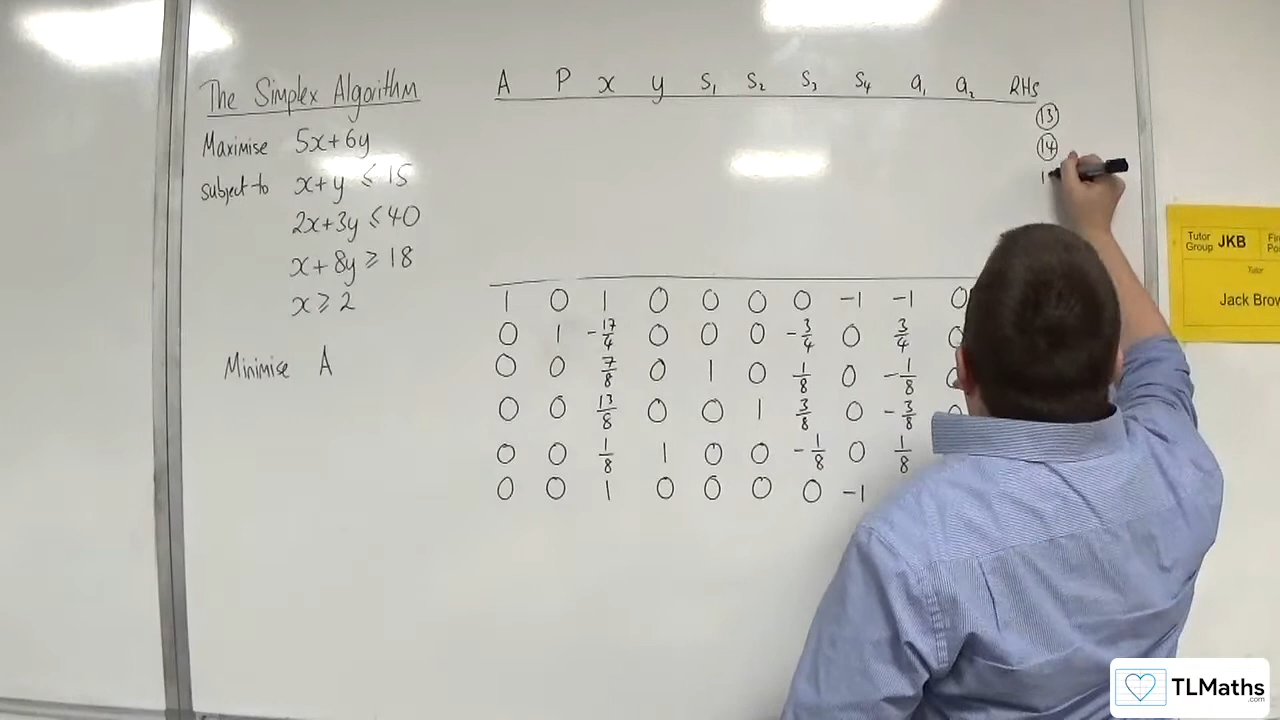 The Simplex Algorithm
Maximise 5x+6y
subject to x+y ≤ 15
2x+3y ≤ 40
x+8y ≥ 18
x ≥ 2
Minimise A
A P x y s₁ s₂ s₃ s₄ a₁ a₂ RHS
⑬
⑭
1 0 1 0 0 0 0 -1 -1 0
0 1 -17/4 0 0 0 -3/4 0 3/4 0
0 0 7/8 0 1 0 1/8 0 -1/8
0 0 13/8 0 0 1 3/8 0 -3/8 0
0 0 1/8 1 0 0 -1/8 0 1/8
0 0 1 0 0 0 0 -1
Tutor Group JKB
Tutor
Jack
TLMaths
.com